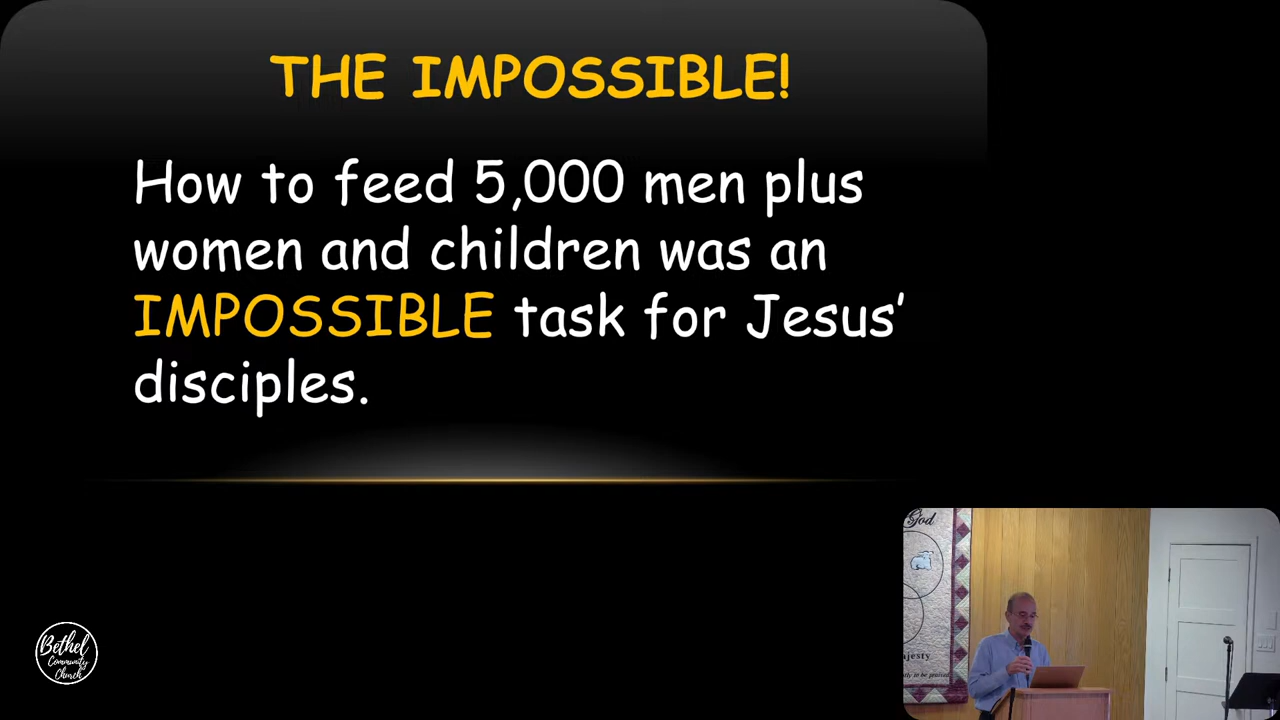 THE IMPOSSIBLE!
How to feed 5,000 men plus
women and children was an
IMPOSSIBLE task for Jesus’
disciples.
Bethel
Community
Church
God